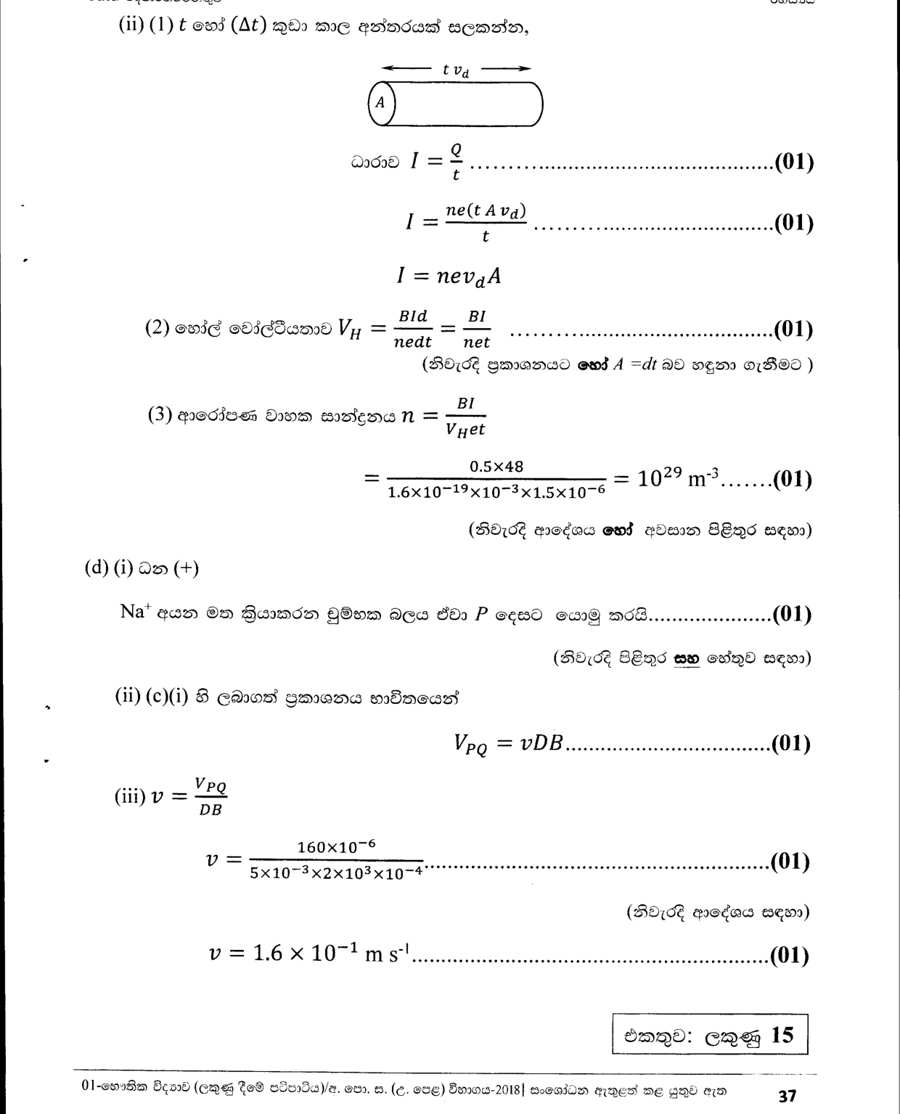 (ii) (1) t හෝ (Δt) කුඩා කාල අන්තරයක් සලකන්න,
t v_d
A
ධාරාව I = Q/t ................................................(01)
I = ne(t A v_d)/t ......................................(01)
I = nev_dA
(2) හෝල් වෝල්ටීයතාව V_H = BId/nedt = BI/net ..........................................(01)
(නිවැරදි ප්‍රකාශනයට හෝ A =dt බව හඳුනා ගැනීමට )
(3) ආරෝපණ වාහක සාන්ද්‍රනය n = BI/V_Het
= 0.5×48/1.6×10⁻¹⁹×10⁻³×1.5×10⁻⁶ = 10²⁹ m⁻³.......(01)
(නිවැරදි ආදේශය හෝ අවසාන පිළිතුර සඳහා)
(d) (i) ධන (+)
Na⁺ අයන මත ක්‍රියාකරන චුම්භක බලය ඒවා P දෙසට යොමු කරයි.....................(01)
(නිවැරදි පිළිතුර සහ හේතුව සඳහා)
(ii) (c)(i) හි ලබාගත් ප්‍රකාශනය භාවිතයෙන්
V_PQ = vDB...................................(01)
(iii) v = V_PQ/DB
v = 160×10⁻⁶/5×10⁻³×2×10³×10⁻⁴...........................................................(01)
(නිවැරදි ආදේශය සඳහා)
v = 1.6 × 10⁻¹ m s⁻¹.............................................................(01)
එකතුව: ලකුණු 15
01-භෞතික විද්‍යාව (ලකුණු දීමේ පටිපාටිය)/අ. පො. ස. (උ. පෙළ) විභාගය-2018| සංශෝධන ඇතුළත් කළ යුතුව ඇත
37